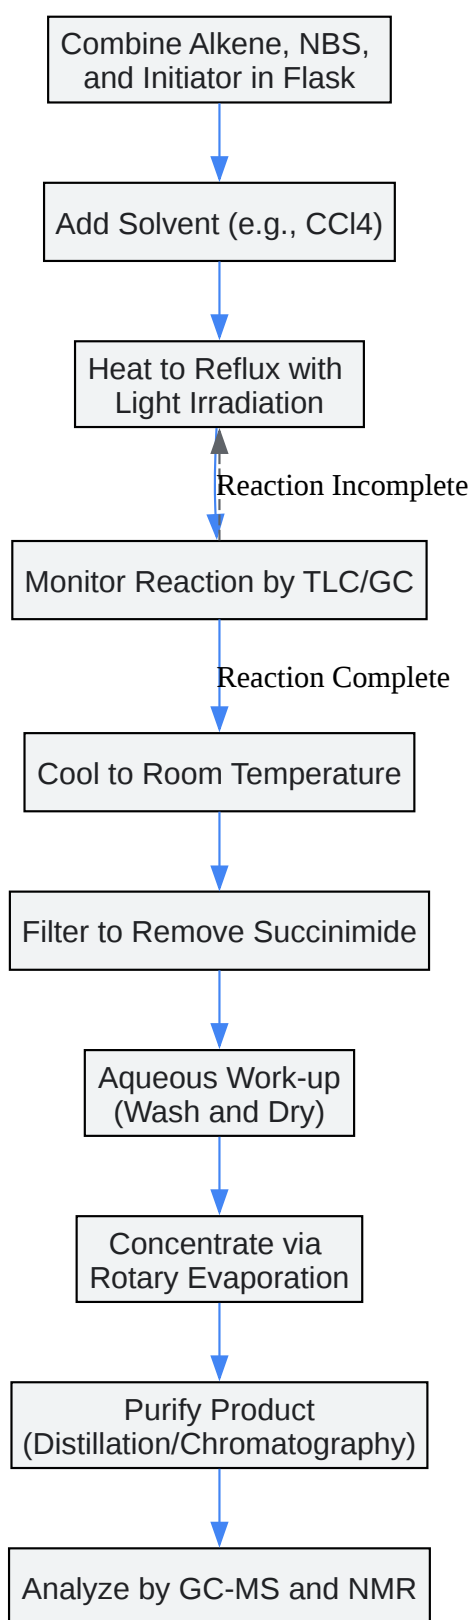 Combine Alkene, NBS,
and Initiator in Flask
Add Solvent (e.g., CCl4)
Heat to Reflux with
Light Irradiation
Reaction Incomplete
Monitor Reaction by TLC/GC
Reaction Complete
Cool to Room Temperature
Filter to Remove Succinimide
Aqueous Work-up
(Wash and Dry)
Concentrate via
Rotary Evaporation
Purify Product
(Distillation/Chromatography)
Analyze by GC-MS and NMR